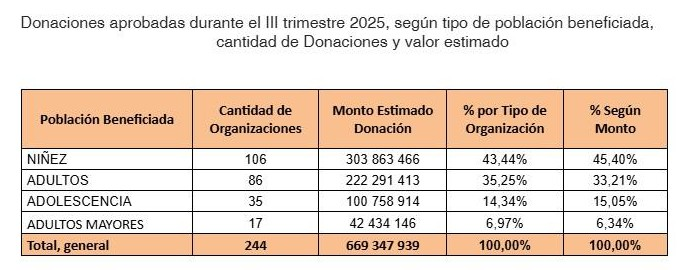 Donaciones aprobadas durante el III trimestre 2025, según tipo de población beneficiada,
cantidad de Donaciones y valor estimado
Población Beneficiada Cantidad de Organizaciones Monto Estimado Donación % por Tipo de Organización % Según Monto
NIÑEZ 106 303 863 466 43,44% 45,40%
ADULTOS 86 222 291 413 35,25% 33,21%
ADOLESCENCIA 35 100 758 914 14,34% 15,05%
ADULTOS MAYORES 17 42 434 146 6,97% 6,34%
Total, general 244 669 347 939 100,00% 100,00%